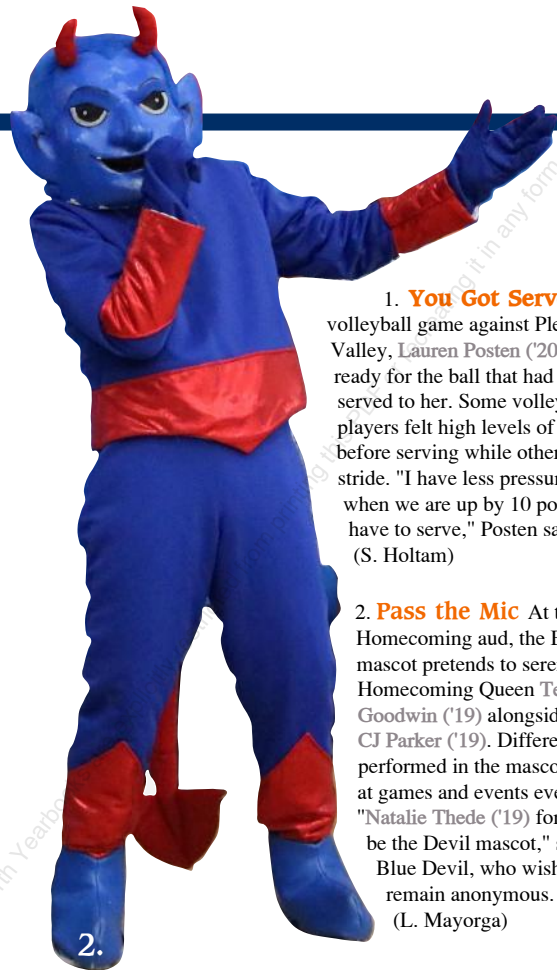 1. You Got Serv
volleyball game against Ple
Valley, Lauren Posten ('20
ready for the ball that had
served to her. Some volley
players felt high levels of
before serving while other
stride. "I have less pressur
when we are up by 10 po
have to serve," Posten sa
(S. Holtam)
2. Pass the Mic At t
Homecoming aud, the B
mascot pretends to seren
Homecoming Queen Te
Goodwin ('19) alongsid
CJ Parker ('19). Differe
performed in the masco
at games and events eve
"Natalie Thede ('19) for
be the Devil mascot," s
Blue Devil, who wish
remain anonymous.
(L. Mayorga)
2.